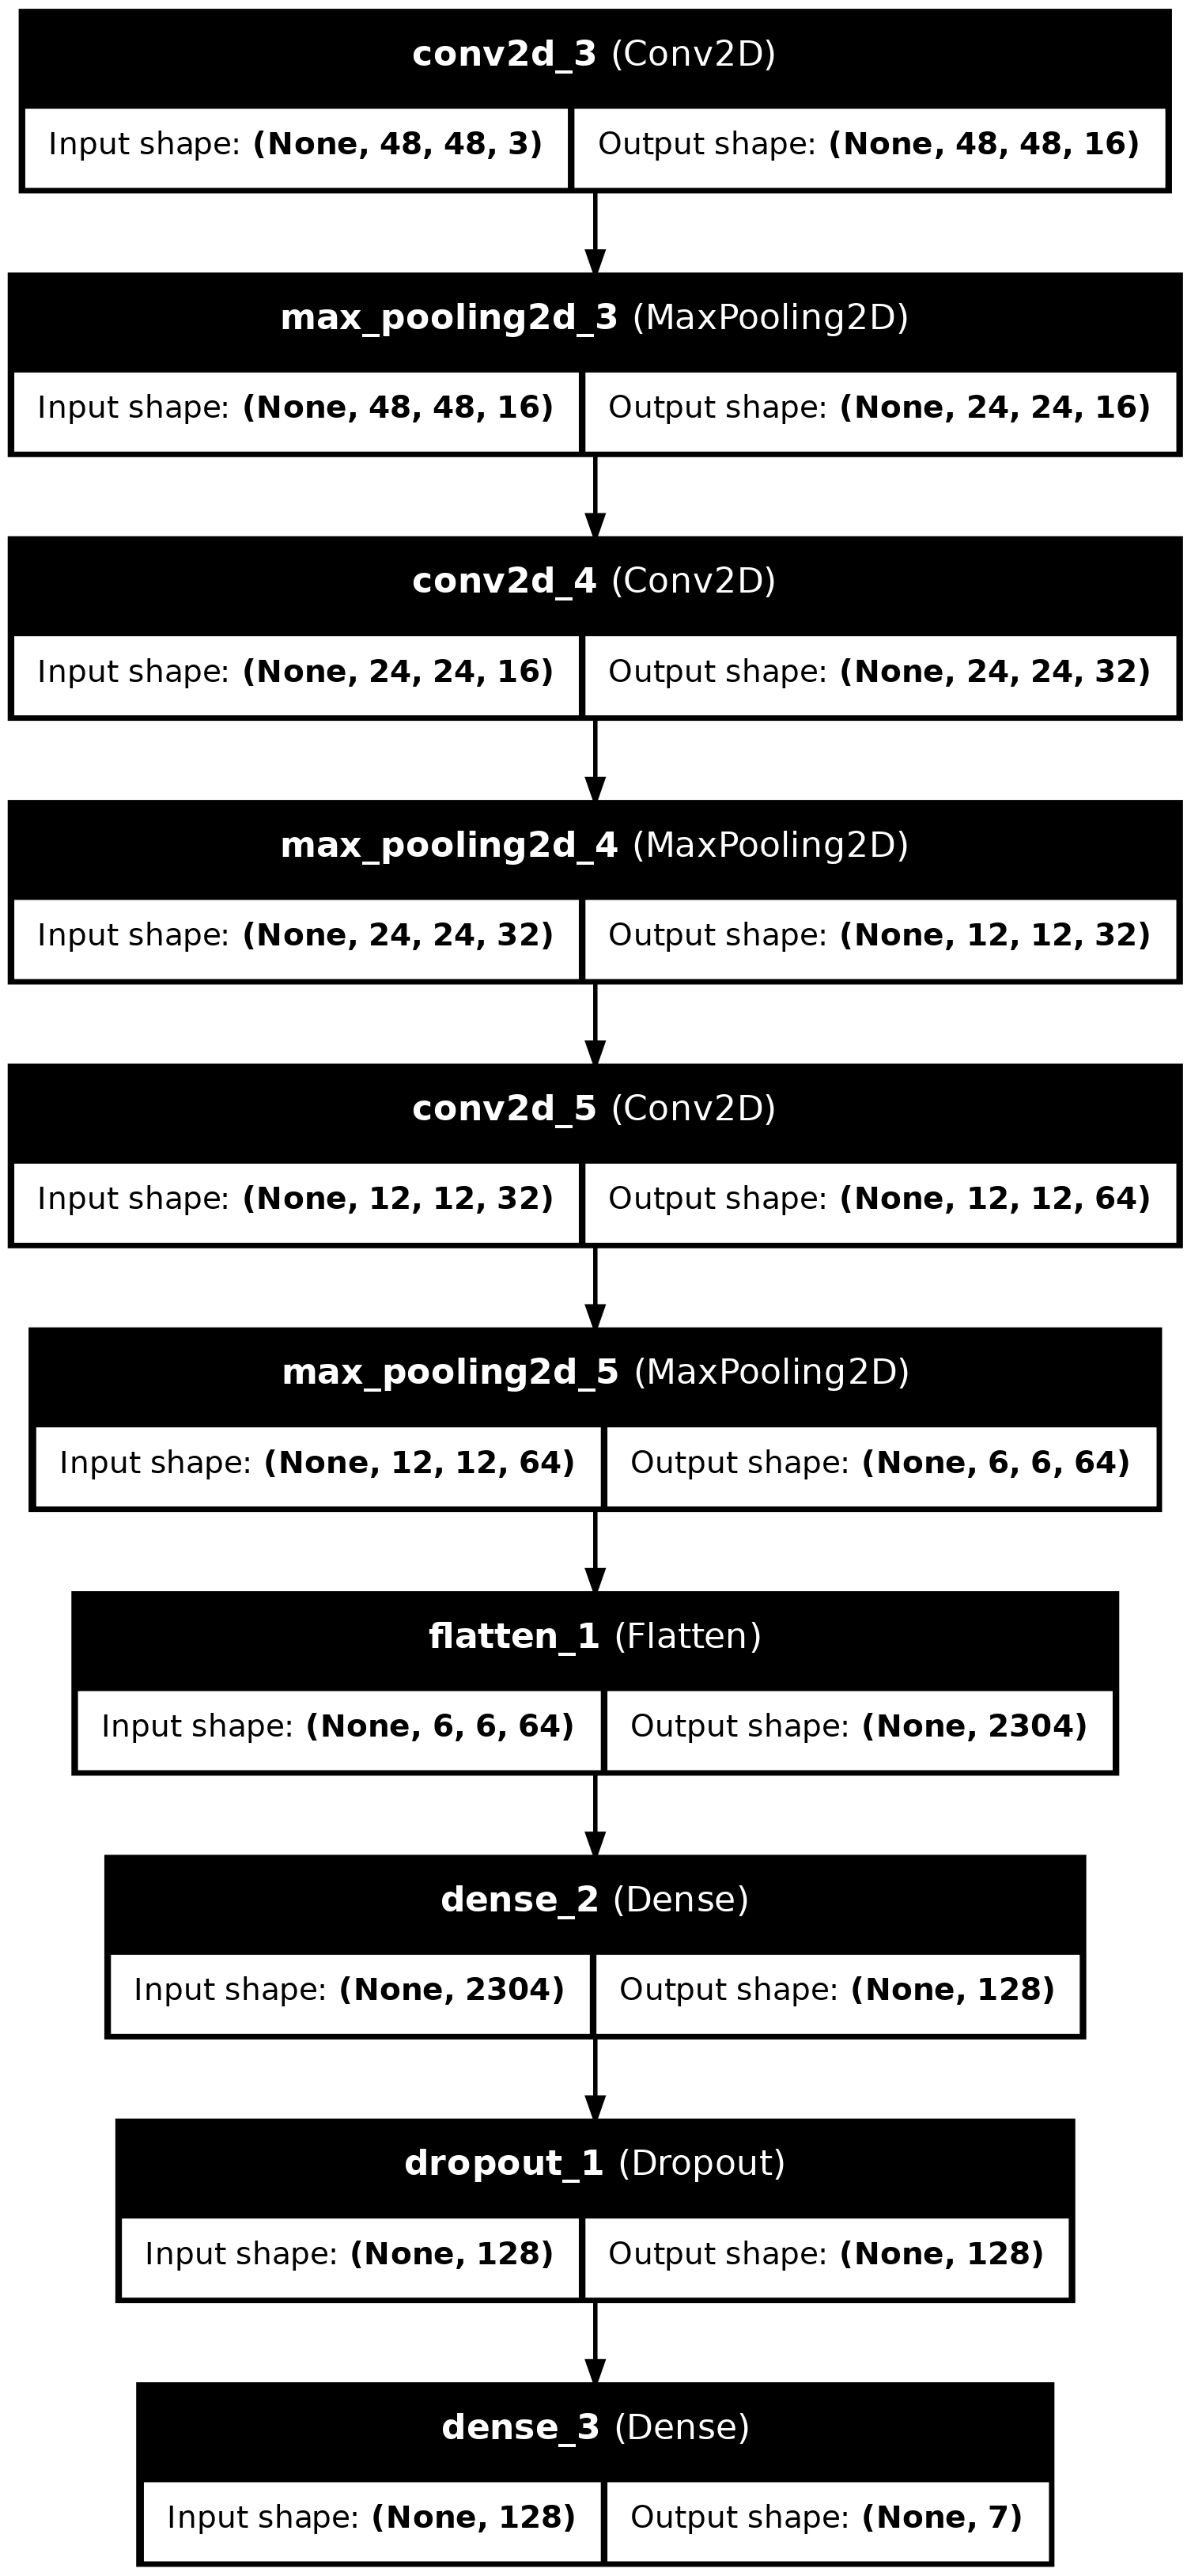 conv2d_3 (Conv2D)
Input shape: (None, 48, 48, 3) Output shape: (None, 48, 48, 16)
max_pooling2d_3 (MaxPooling2D)
Input shape: (None, 48, 48, 16) Output shape: (None, 24, 24, 16)
conv2d_4 (Conv2D)
Input shape: (None, 24, 24, 16) Output shape: (None, 24, 24, 32)
max_pooling2d_4 (MaxPooling2D)
Input shape: (None, 24, 24, 32) Output shape: (None, 12, 12, 32)
conv2d_5 (Conv2D)
Input shape: (None, 12, 12, 32) Output shape: (None, 12, 12, 64)
max_pooling2d_5 (MaxPooling2D)
Input shape: (None, 12, 12, 64) Output shape: (None, 6, 6, 64)
flatten_1 (Flatten)
Input shape: (None, 6, 6, 64) Output shape: (None, 2304)
dense_2 (Dense)
Input shape: (None, 2304) Output shape: (None, 128)
dropout_1 (Dropout)
Input shape: (None, 128) Output shape: (None, 128)
dense_3 (Dense)
Input shape: (None, 128) Output shape: (None, 7)